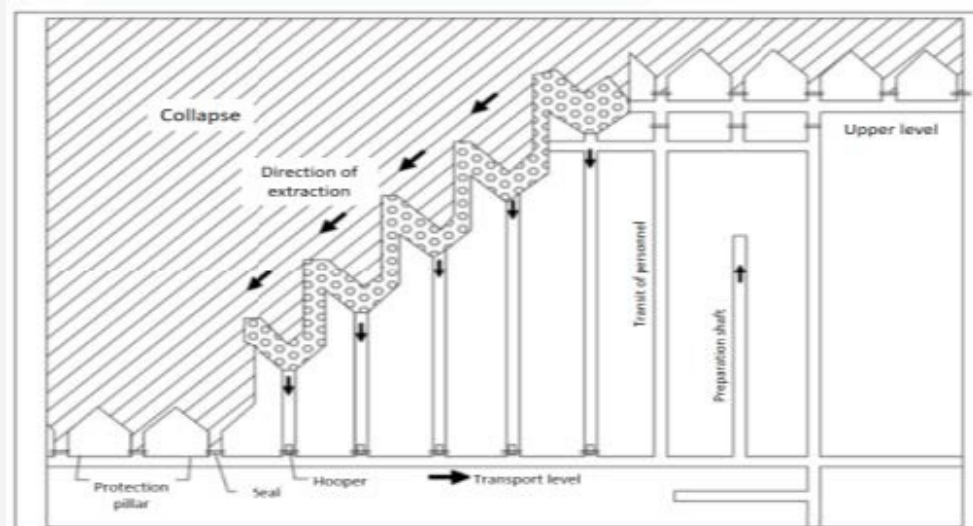 Collapse
Upper level
Direction of
extraction
Transit of personnel
Preparation shaft
Protection
pillar
Seal
Hooper
Transport level